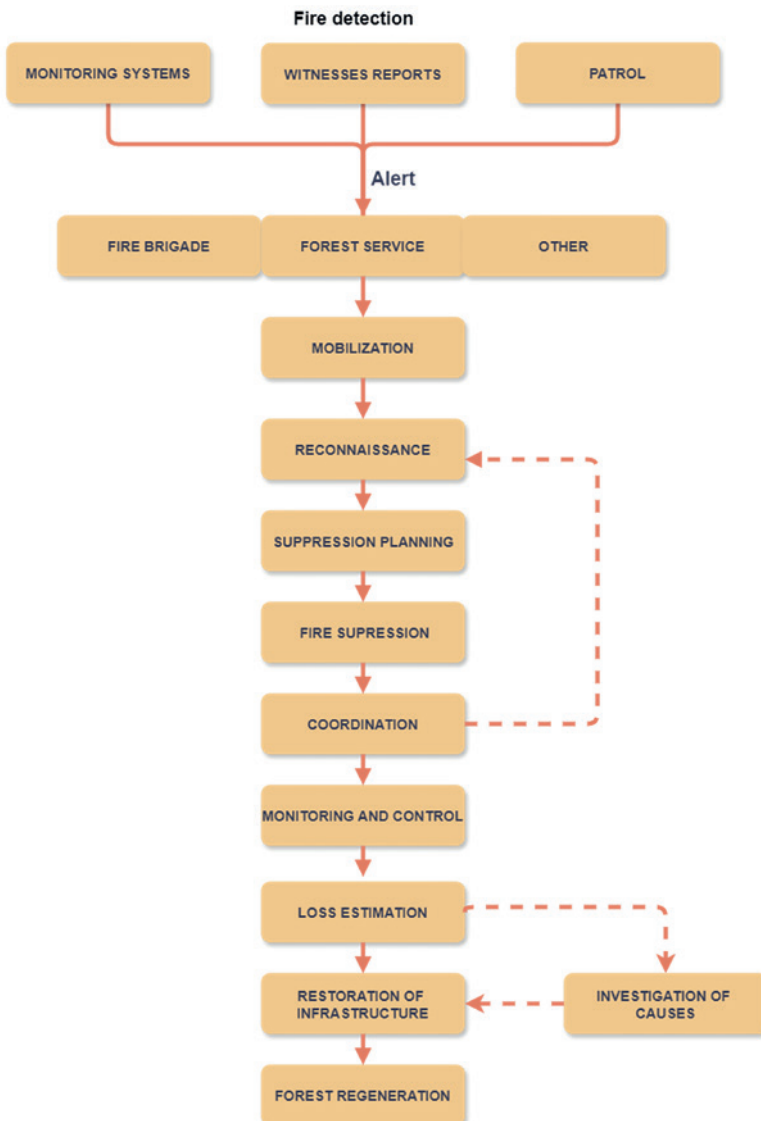 Fire detection
MONITORING SYSTEMS
WITNESSES REPORTS
PATROL
Alert
FIRE BRIGADE
FOREST SERVICE
OTHER
MOBILIZATION
RECONNAISSANCE
SUPPRESSION PLANNING
FIRE SUPRESSION
COORDINATION
MONITORING AND CONTROL
LOSS ESTIMATION
RESTORATION OF
INFRASTRUCTURE
INVESTIGATION OF
CAUSES
FOREST REGENERATION